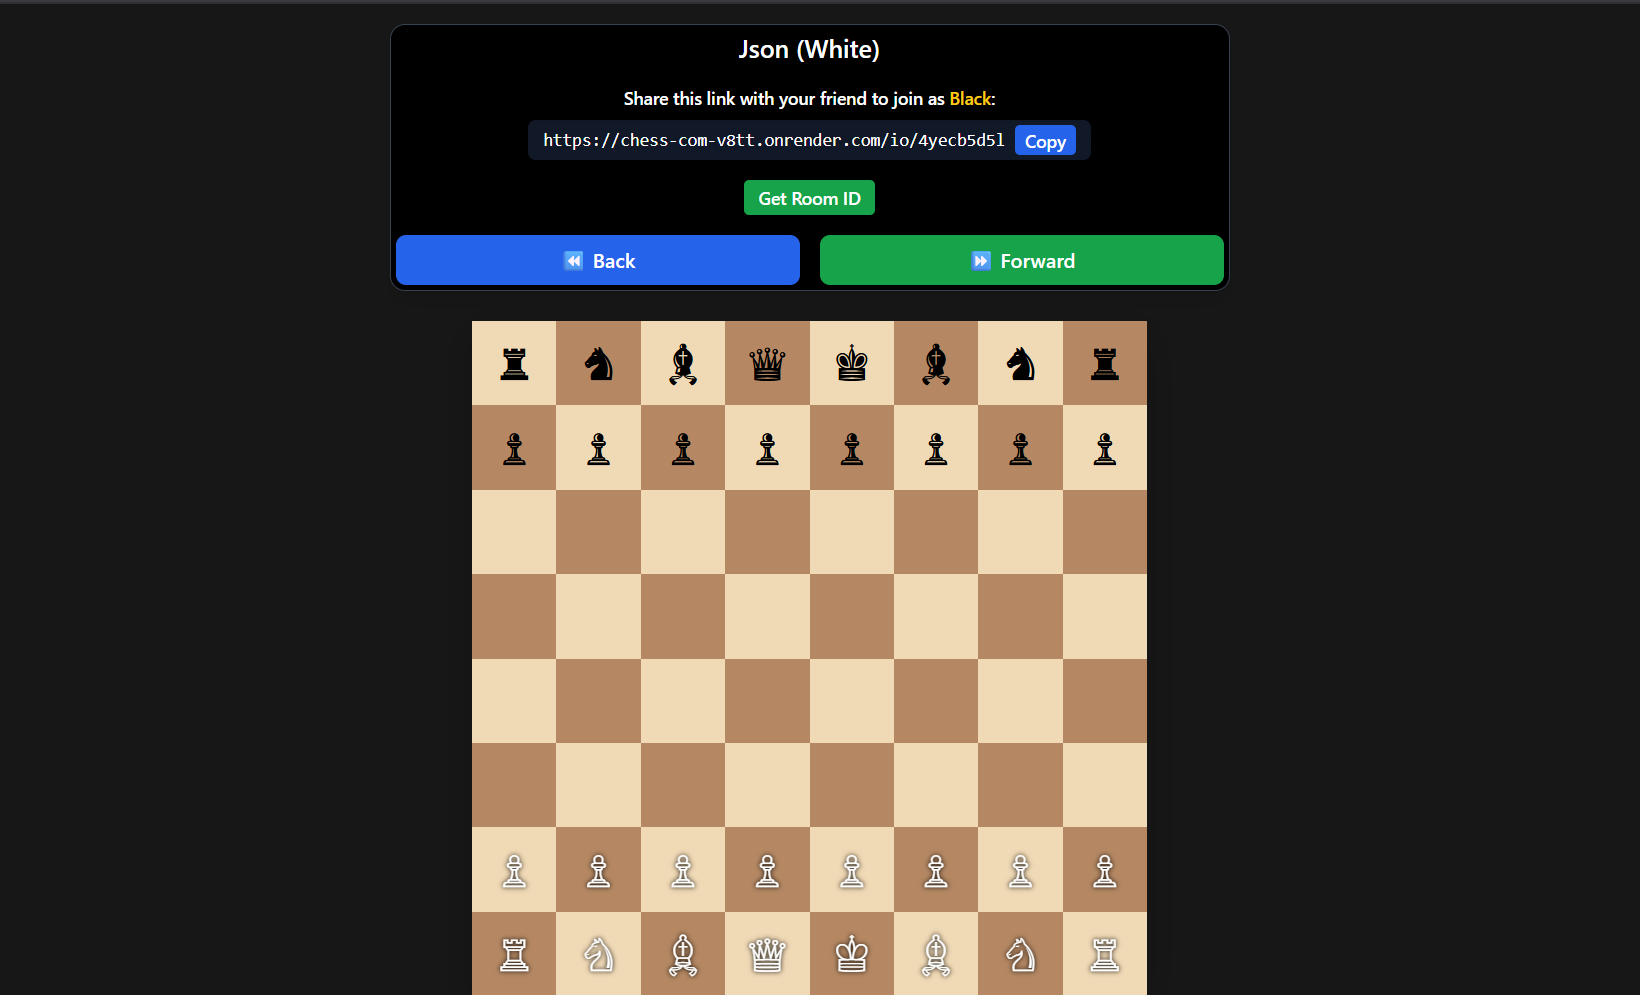 Json (White)
Share this link with your friend to join as Black:
https://chess-com-v8tt.onrender.com/io/4yecb5d5l Copy
Get Room ID
⏪ Back
⏩ Forward